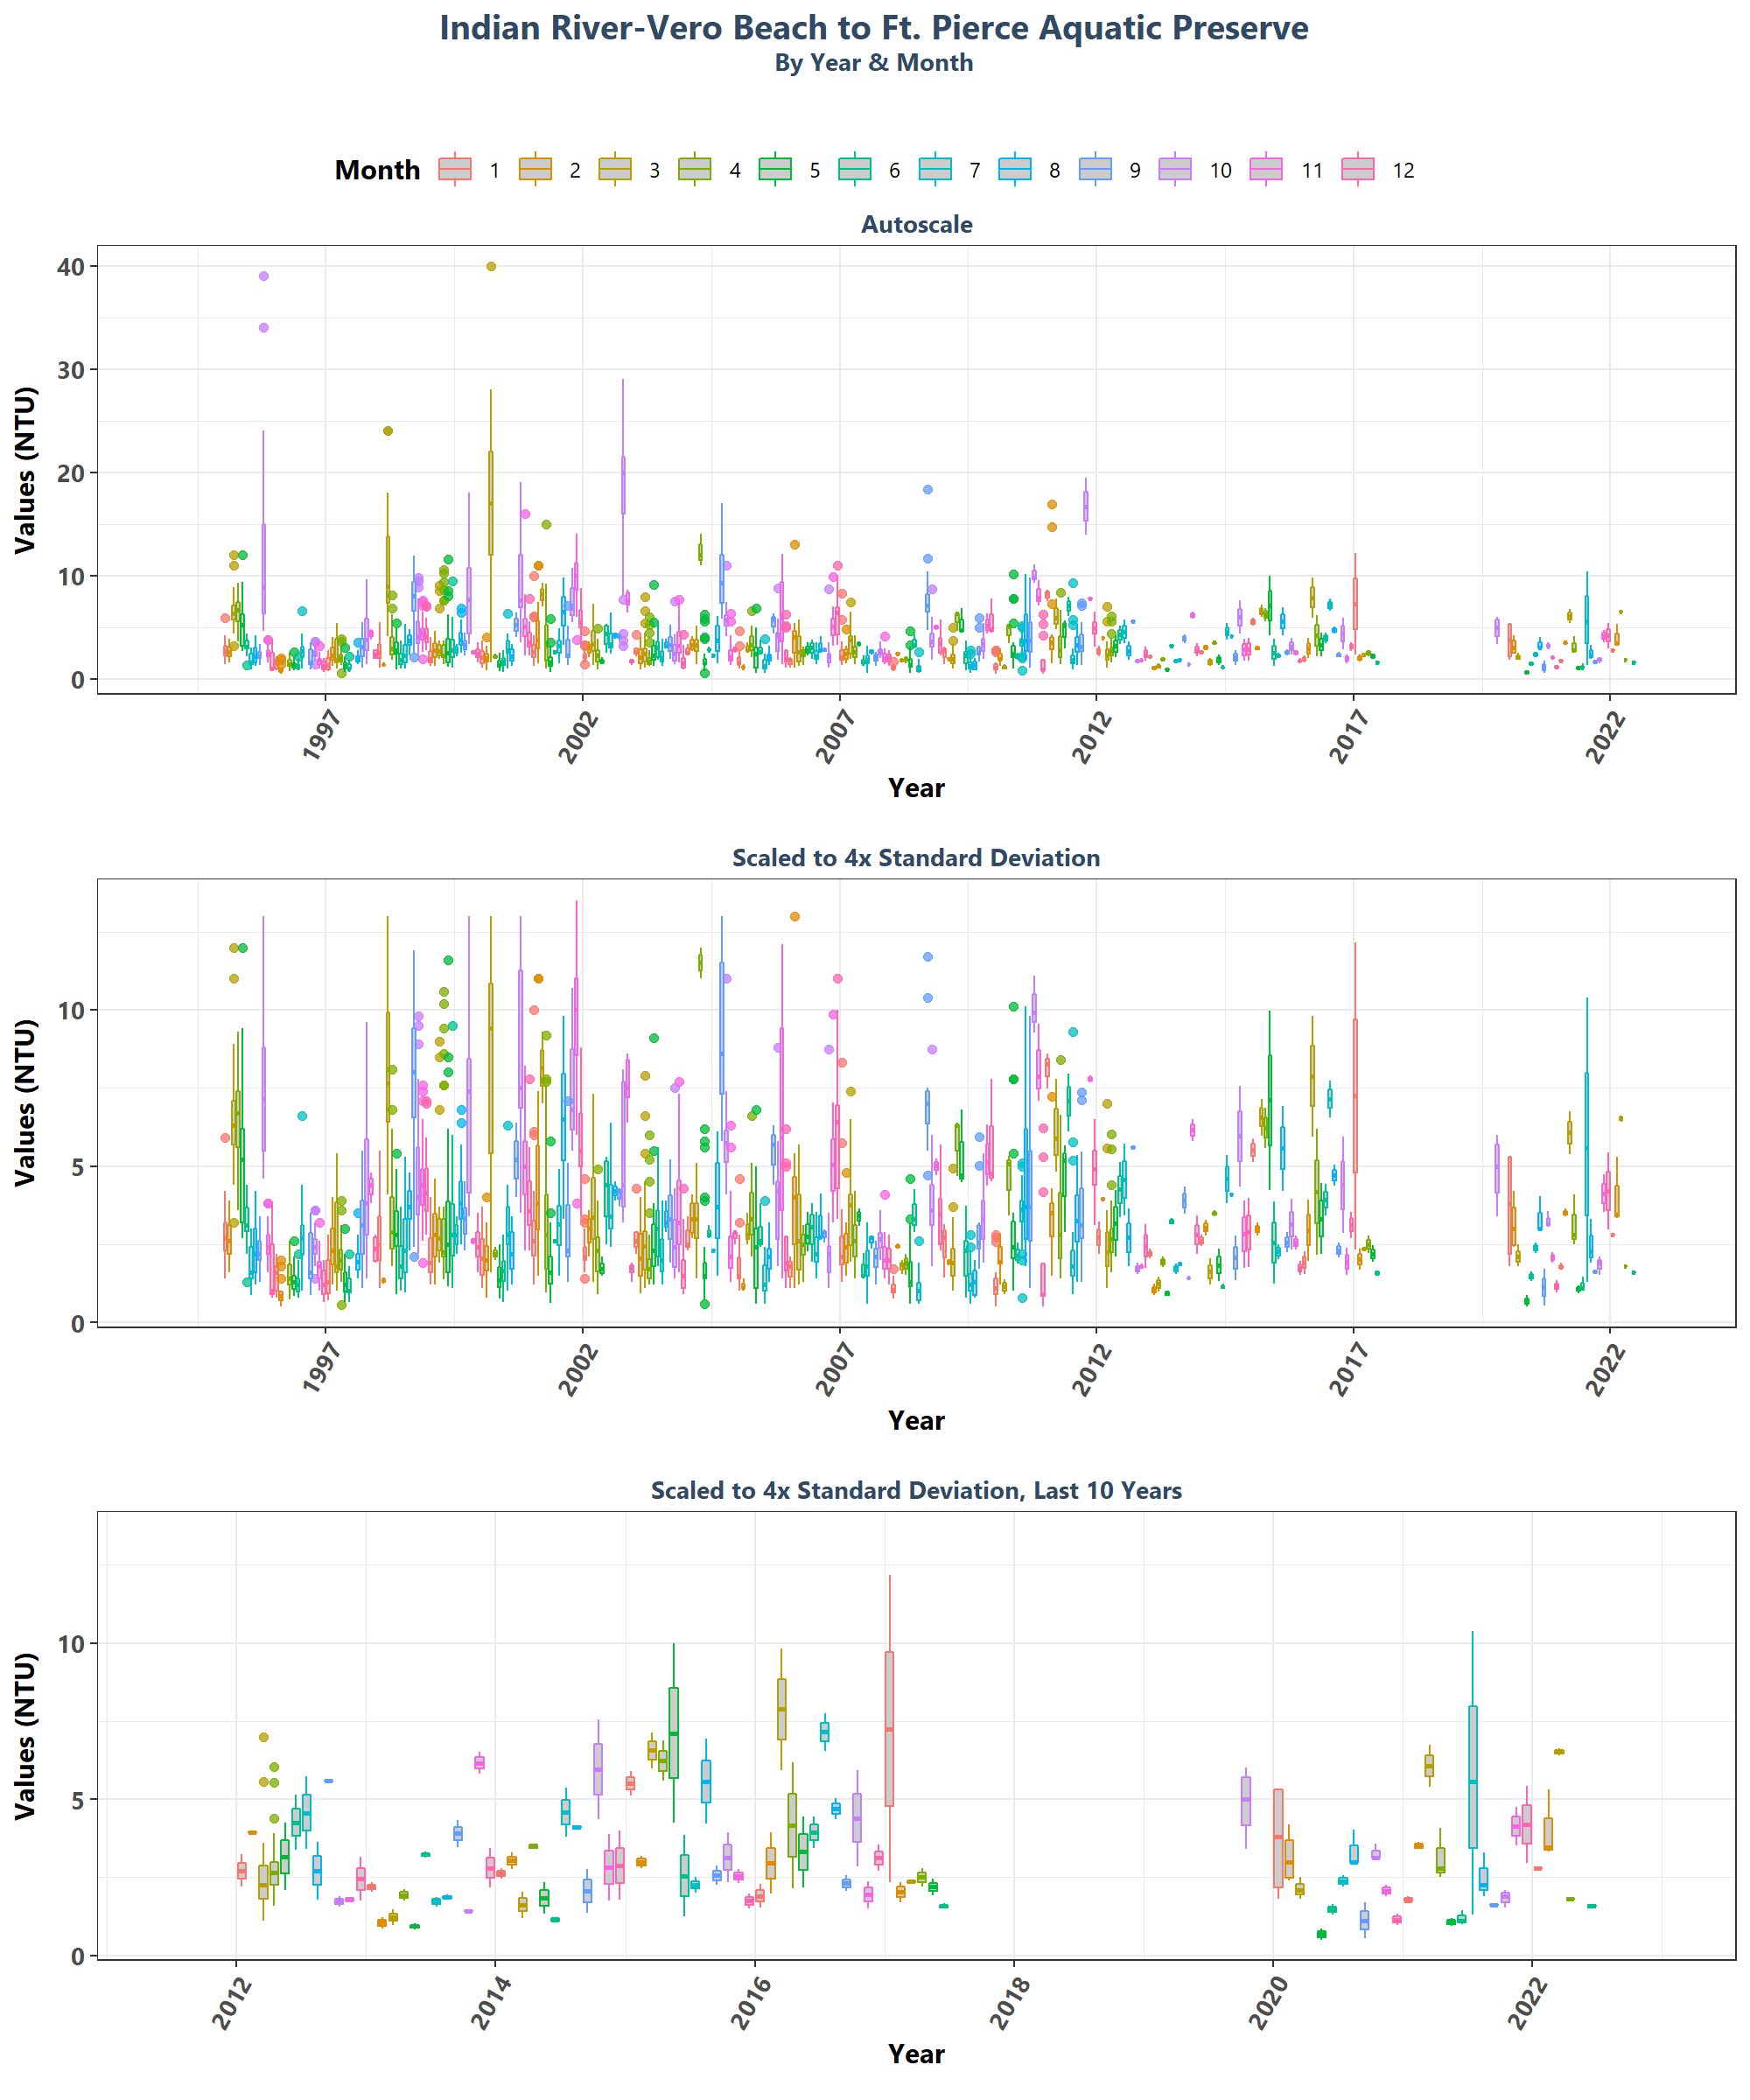 Indian River-Vero Beach to Ft. Pierce Aquatic Preserve
By Year & Month
Month 1 2 3 4 5 6 7 8 9 10 11 12
Autoscale
Values (NTU)
40
30
20
10
0
1997 2002 2007 2012 2017 2022
Year
Scaled to 4x Standard Deviation
Values (NTU)
10
5
0
1997 2002 2007 2012 2017 2022
Year
Scaled to 4x Standard Deviation, Last 10 Years
Values (NTU)
10
5
0
2012 2014 2016 2018 2020 2022
Year